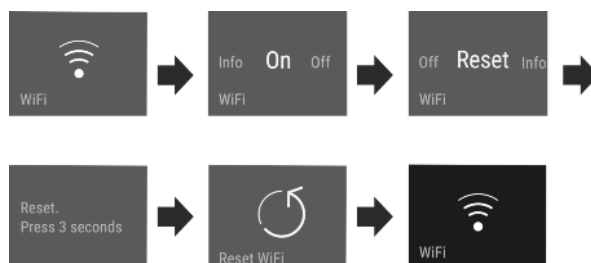 WiFi
Info On Off
WiFi
Off Reset Info
WiFi
Reset.
Press 3 seconds
Reset WiFi
WiFi